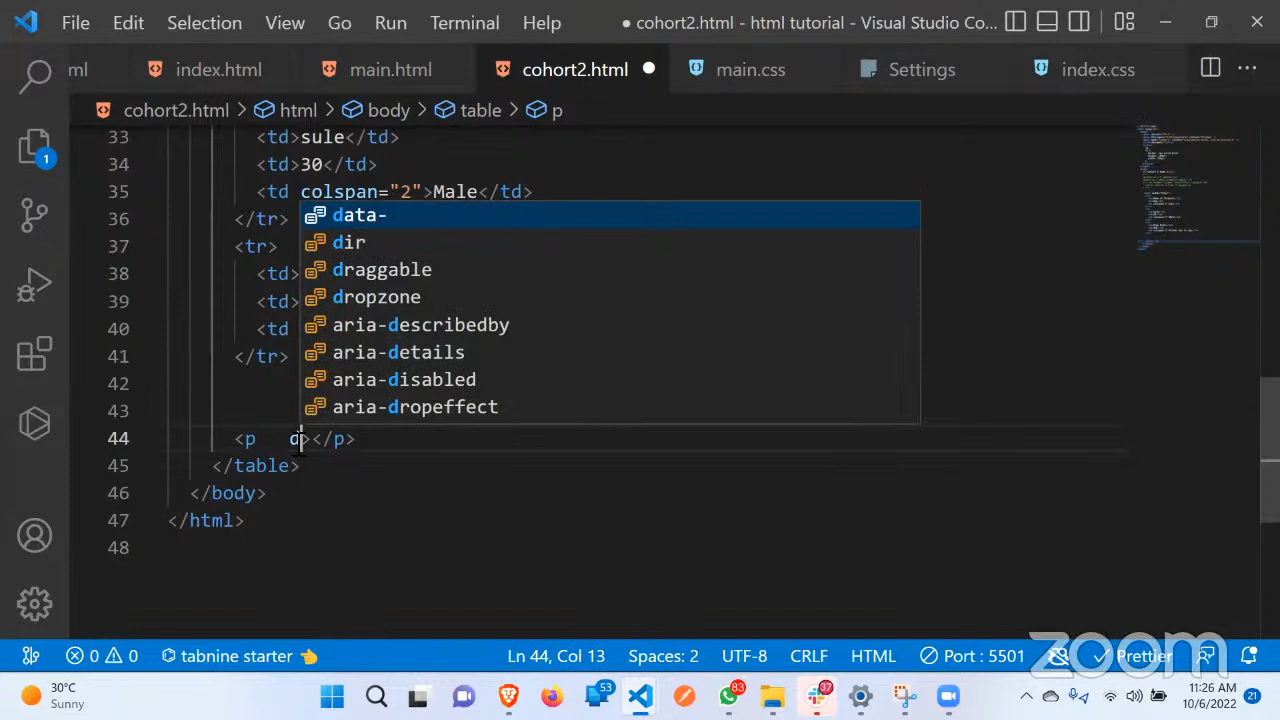 File Edit Selection View Go Run Terminal Help ● cohort2.html - html tutorial - Visual Studio Co...
ml index.html main.html cohort2.html main.css Settings index.css ...
cohort2.html > html > body > table > p
33 <td>sule</td>
34 <td>30</td>
35 <td colspan="2">Male</td>
36 </tr>
37 <tr>
38 <td>
39 <td>
40 <td
41 </tr>
42
43
44 <p d></p>
45 </table>
46 </body>
47 </html>
48
data-
dir
draggable
dropzone
aria-describedby
aria-details
aria-disabled
aria-dropeffect
1
zoom
0 0 tabnine starter Ln 44, Col 13 Spaces: 2 UTF-8 CRLF HTML Port : 5501 Prettier
30°C
Sunny
53 83 37
11:26 AM
10/6/2022
21